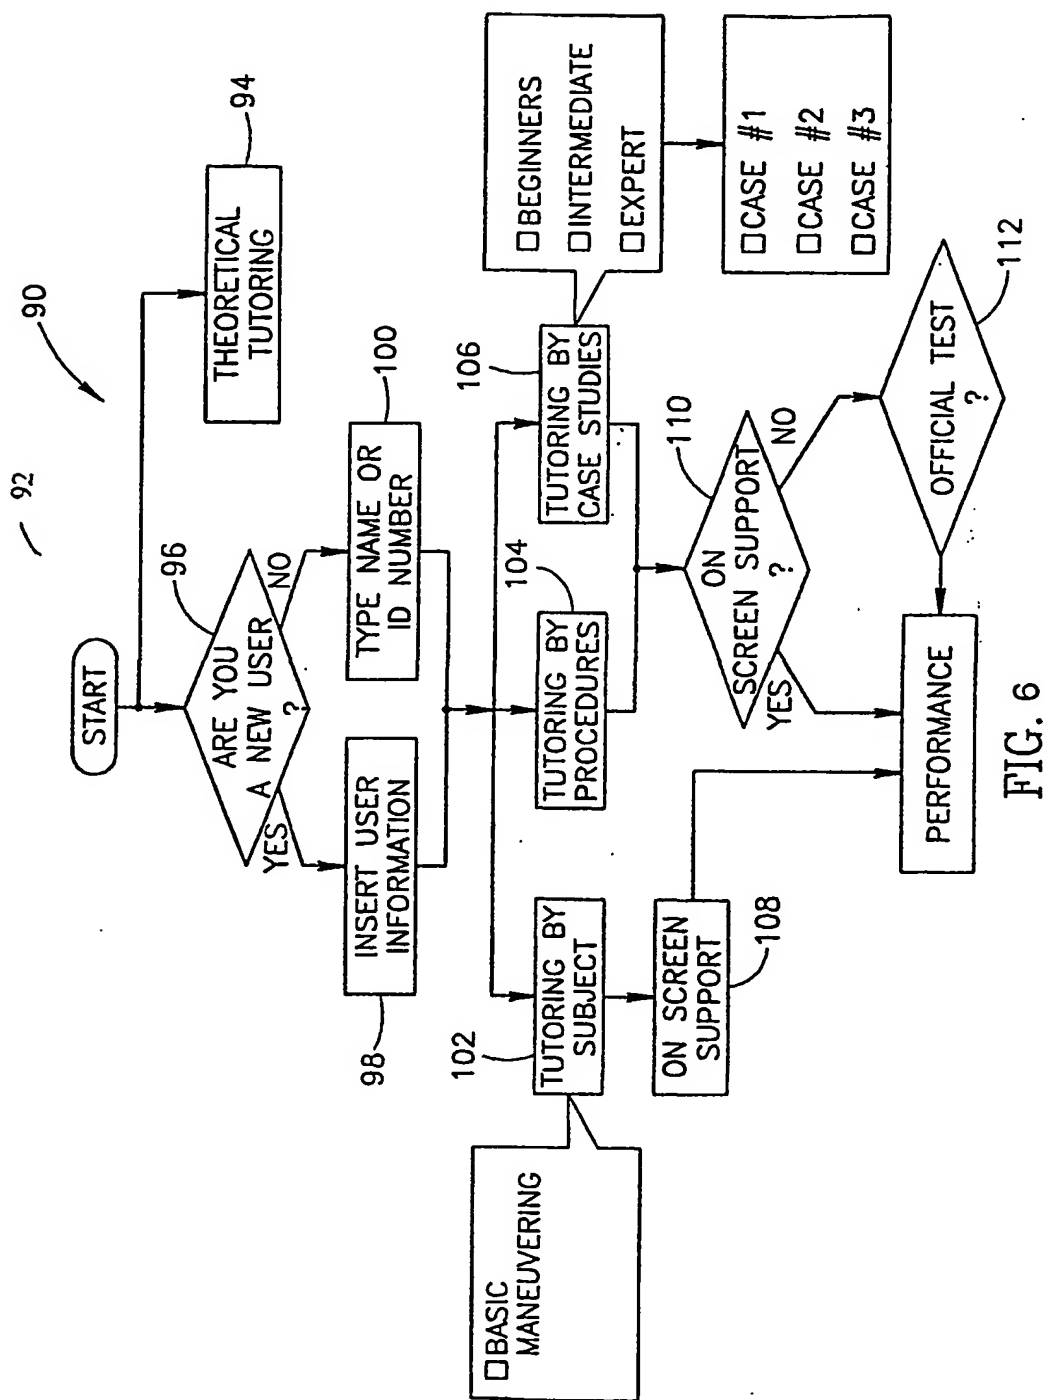 92
90
START
96
ARE YOU
A NEW USER
?
YES
NO
THEORETICAL
TUTORING
94
INSERT USER
INFORMATION
98
TYPE NAME OR
ID NUMBER
100
102
TUTORING BY
SUBJECT
104
TUTORING BY
PROCEDURES
106
TUTORING BY
CASE STUDIES
BASIC
MANEUVERING
BEGINNERS
INTERMEDIATE
EXPERT
CASE #1
CASE #2
CASE #3
ON SCREEN
SUPPORT
108
110
ON
SCREEN SUPPORT
?
YES
NO
OFFICIAL TEST
?
112
PERFORMANCE
FIG. 6